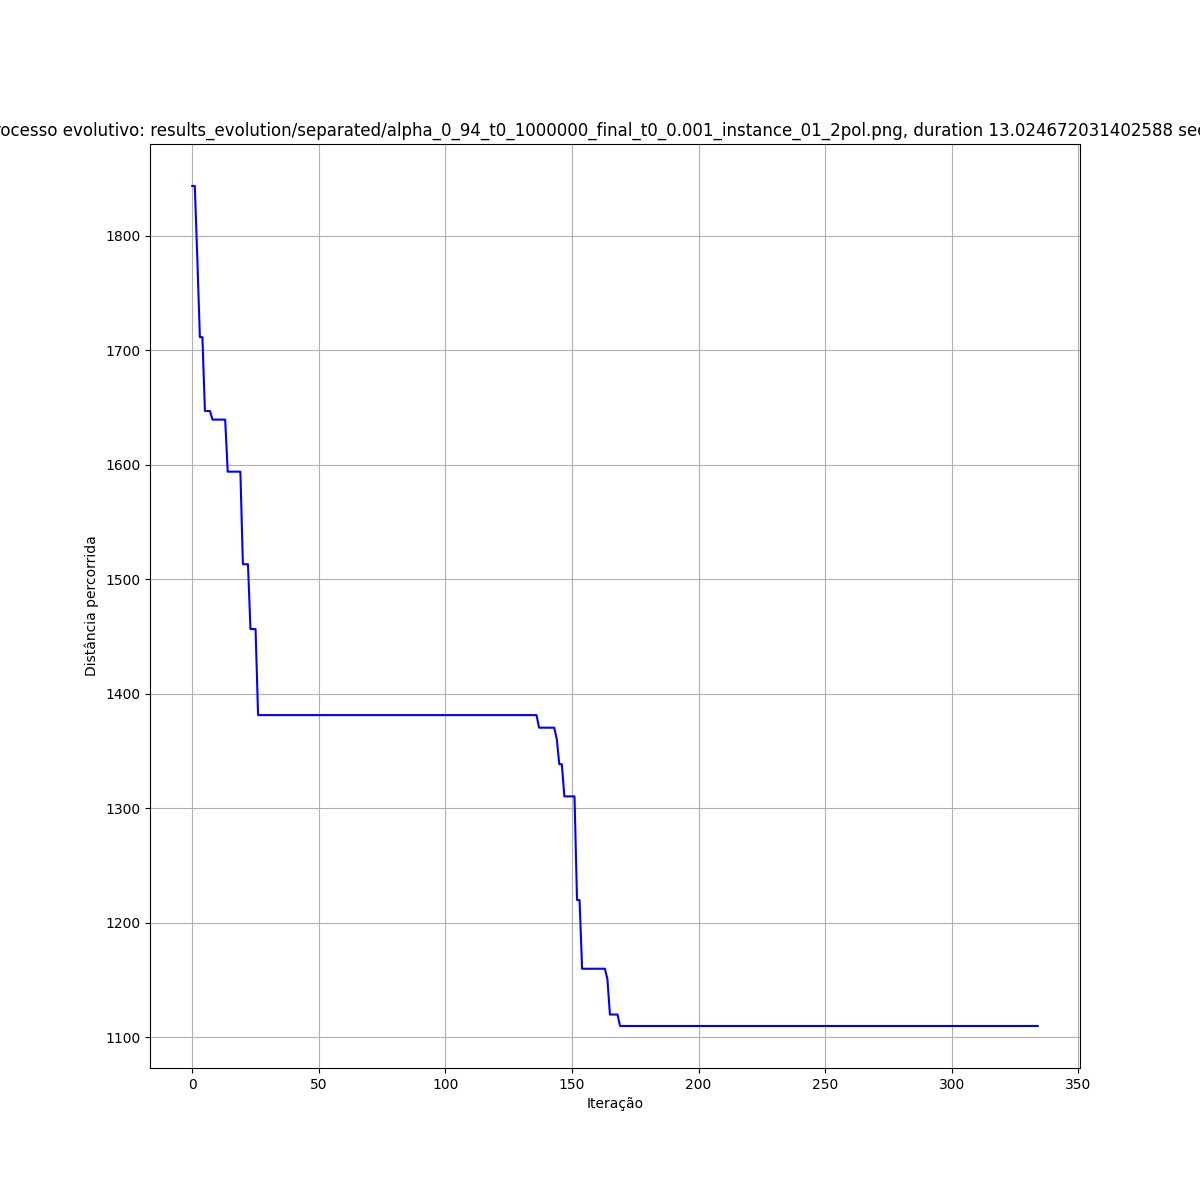 ocesso evolutivo: results_evolution/separated/alpha_0_94_t0_1000000_final_t0_0.001_instance_01_2pol.png, duration 13.024672031402588 sec
1800
1700
1600
1500
1400
1300
1200
1100
Distância percorrida
0 50 100 150 200 250 300 350
Iteração